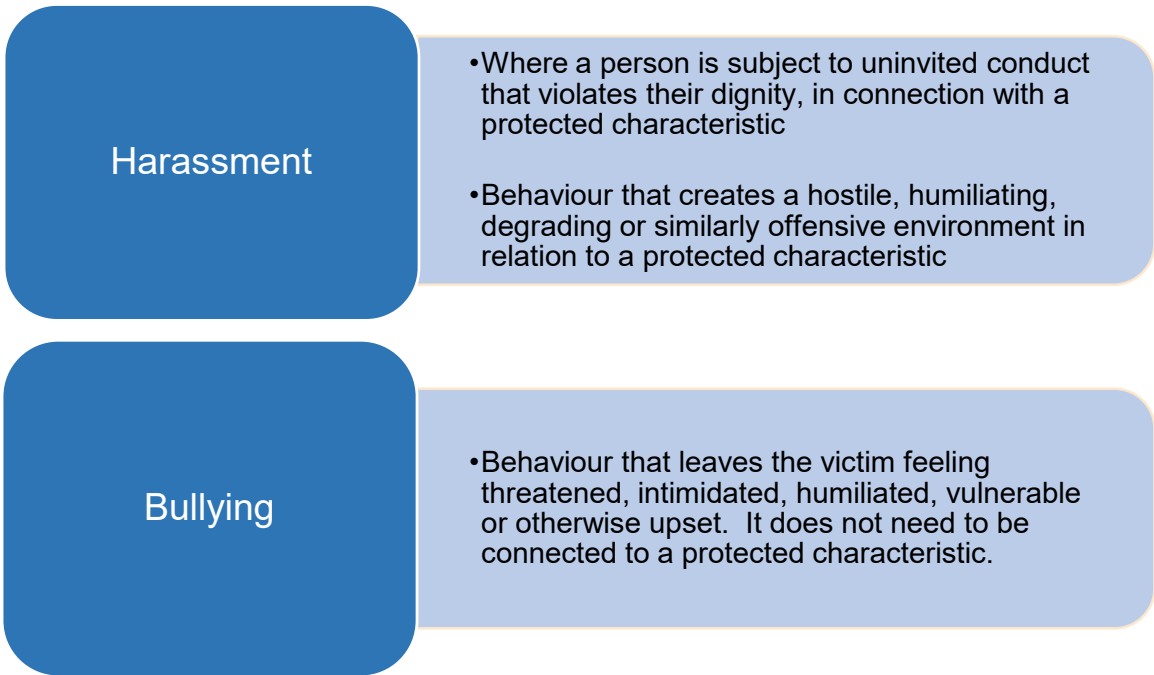 Harassment
•Where a person is subject to uninvited conduct
that violates their dignity, in connection with a
protected characteristic
•Behaviour that creates a hostile, humiliating,
degrading or similarly offensive environment in
relation to a protected characteristic
Bullying
•Behaviour that leaves the victim feeling
threatened, intimidated, humiliated, vulnerable
or otherwise upset.  It does not need to be
connected to a protected characteristic.